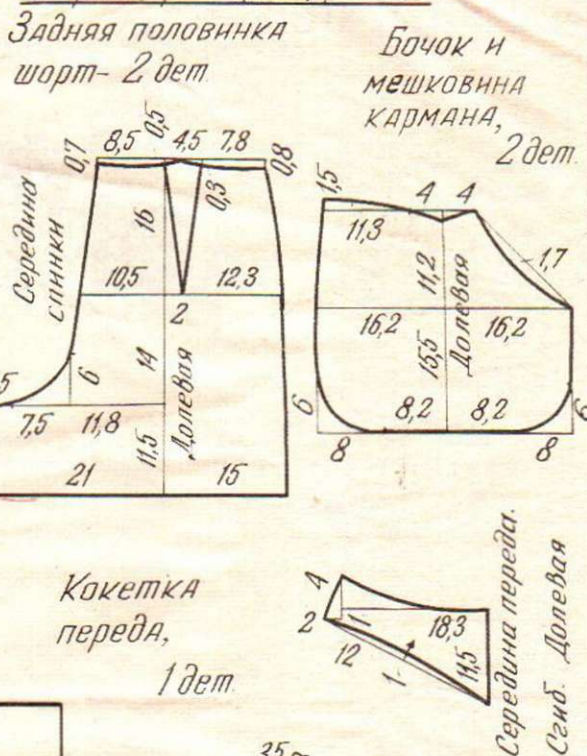 Задняя половинка
шорт- 2 дет.
Бочок и
мешковина
кармана,
2 дет.
0,7
8,5
0,5
4,5
7,8
0,8
Середина
спинки
16
0,3
10,5
12,3
2
6
14
Долевая
7,5
11,8
11,5
21
15
1,5
4
4
11,3
11,2
Долевая
1,7
16,2
16,2
15,5
6
8,2
8,2
6
8
8
Кокетка
переда,
1 дет.
4
2
1
18,3
12
1
11,5
Середина переда.
Сгиб. Долевая